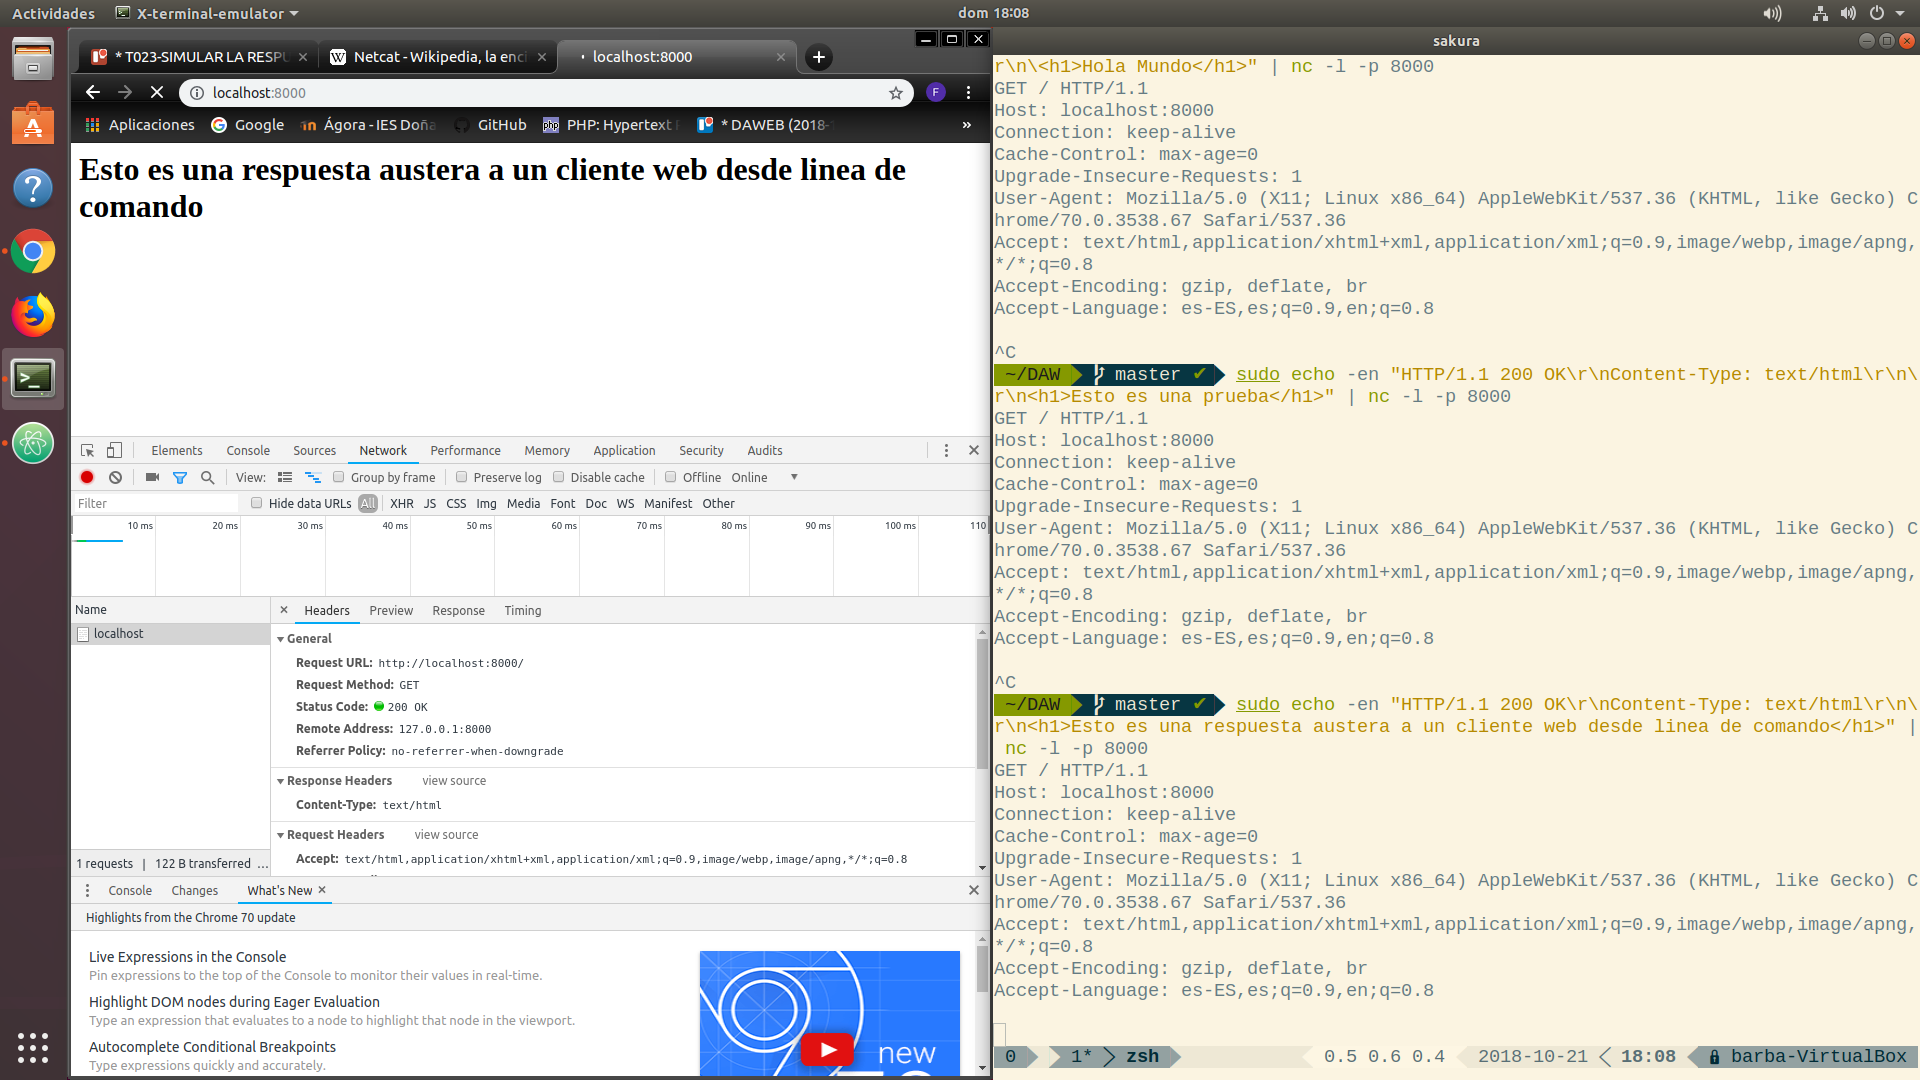 Actividades
X-terminal-emulator
dom 18:08
* T023-SIMULAR LA RESPU
Netcat - Wikipedia, la enci
localhost:8000
localhost:8000
F
Aplicaciones
Google
Ágora - IES Doña
GitHub
PHP: Hypertext
* DAWEB (2018-
»
Esto es una respuesta austera a un cliente web desde linea de
comando
Elements Console Sources Network Performance Memory Application Security Audits
View:
Group by frame
Preserve log
Disable cache
Offline
Online
Filter
Hide data URLs
All XHR JS CSS Img Media Font Doc WS Manifest Other
10 ms 20 ms 30 ms 40 ms 50 ms 60 ms 70 ms 80 ms 90 ms 100 ms 110
Name
Headers Preview Response Timing
localhost
General
Request URL: http://localhost:8000/
Request Method: GET
Status Code: 200 OK
Remote Address: 127.0.0.1:8000
Referrer Policy: no-referrer-when-downgrade
Response Headers view source
Content-Type: text/html
Request Headers view source
Accept: text/html,application/xhtml+xml,application/xml;q=0.9,image/webp,image/apng,*/*;q=0.8
1 requests | 122 B transferred ...
Console Changes What's New
Highlights from the Chrome 70 update
Live Expressions in the Console
Pin expressions to the top of the Console to monitor their values in real-time.
Highlight DOM nodes during Eager Evaluation
Type an expression that evaluates to a node to highlight that node in the viewport.
Autocomplete Conditional Breakpoints
Type expressions quickly and accurately.
new
sakura
r\n\<h1>Hola Mundo</h1>" | nc -l -p 8000
GET / HTTP/1.1
Host: localhost:8000
Connection: keep-alive
Cache-Control: max-age=0
Upgrade-Insecure-Requests: 1
User-Agent: Mozilla/5.0 (X11; Linux x86_64) AppleWebKit/537.36 (KHTML, like Gecko) C
hrome/70.0.3538.67 Safari/537.36
Accept: text/html,application/xhtml+xml,application/xml;q=0.9,image/webp,image/apng,
*/*;q=0.8
Accept-Encoding: gzip, deflate, br
Accept-Language: es-ES,es;q=0.9,en;q=0.8
^C
~/DAW master ✔ sudo echo -en "HTTP/1.1 200 OK\r\nContent-Type: text/html\r\n\
r\n<h1>Esto es una prueba</h1>" | nc -l -p 8000
GET / HTTP/1.1
Host: localhost:8000
Connection: keep-alive
Cache-Control: max-age=0
Upgrade-Insecure-Requests: 1
User-Agent: Mozilla/5.0 (X11; Linux x86_64) AppleWebKit/537.36 (KHTML, like Gecko) C
hrome/70.0.3538.67 Safari/537.36
Accept: text/html,application/xhtml+xml,application/xml;q=0.9,image/webp,image/apng,
*/*;q=0.8
Accept-Encoding: gzip, deflate, br
Accept-Language: es-ES,es;q=0.9,en;q=0.8
^C
~/DAW master ✔ sudo echo -en "HTTP/1.1 200 OK\r\nContent-Type: text/html\r\n\
r\n<h1>Esto es una respuesta austera a un cliente web desde linea de comando</h1>" |
nc -l -p 8000
GET / HTTP/1.1
Host: localhost:8000
Connection: keep-alive
Cache-Control: max-age=0
Upgrade-Insecure-Requests: 1
User-Agent: Mozilla/5.0 (X11; Linux x86_64) AppleWebKit/537.36 (KHTML, like Gecko) C
hrome/70.0.3538.67 Safari/537.36
Accept: text/html,application/xhtml+xml,application/xml;q=0.9,image/webp,image/apng,
*/*;q=0.8
Accept-Encoding: gzip, deflate, br
Accept-Language: es-ES,es;q=0.9,en;q=0.8
0 1* zsh 0.5 0.6 0.4 2018-10-21 18:08 barba-VirtualBox